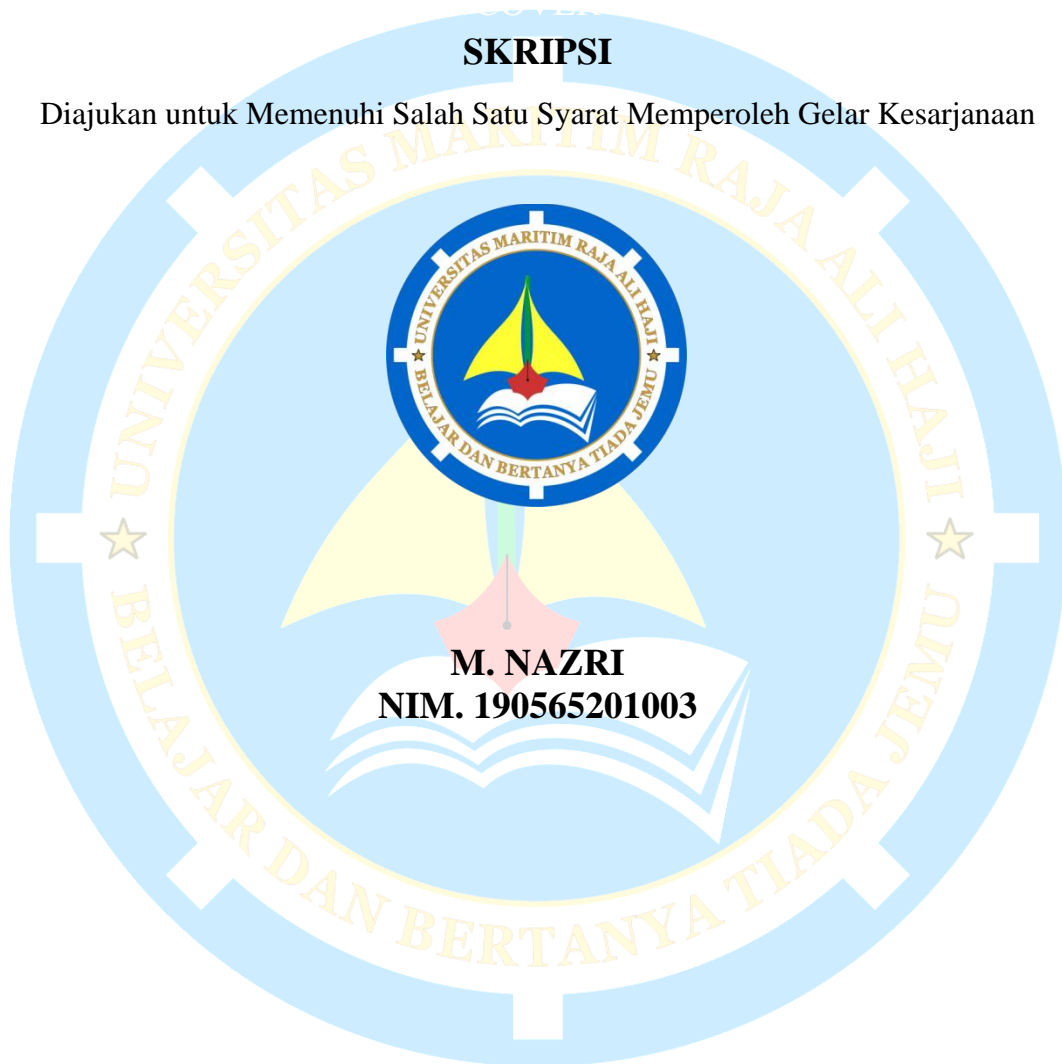 COVER
SKRIPSI
Diajukan untuk Memenuhi Salah Satu Syarat Memperoleh Gelar Kesarjanaan
UNIVERSITAS MARITIM RAJA ALI HAJI
BELAJAR DAN BERTANYA TIADA JEMU
UNIVERSITAS MARITIM RAJA ALI HAJI
BELAJAR DAN BERTANYA TIADA JEMU
M. NAZRI
NIM. 190565201003